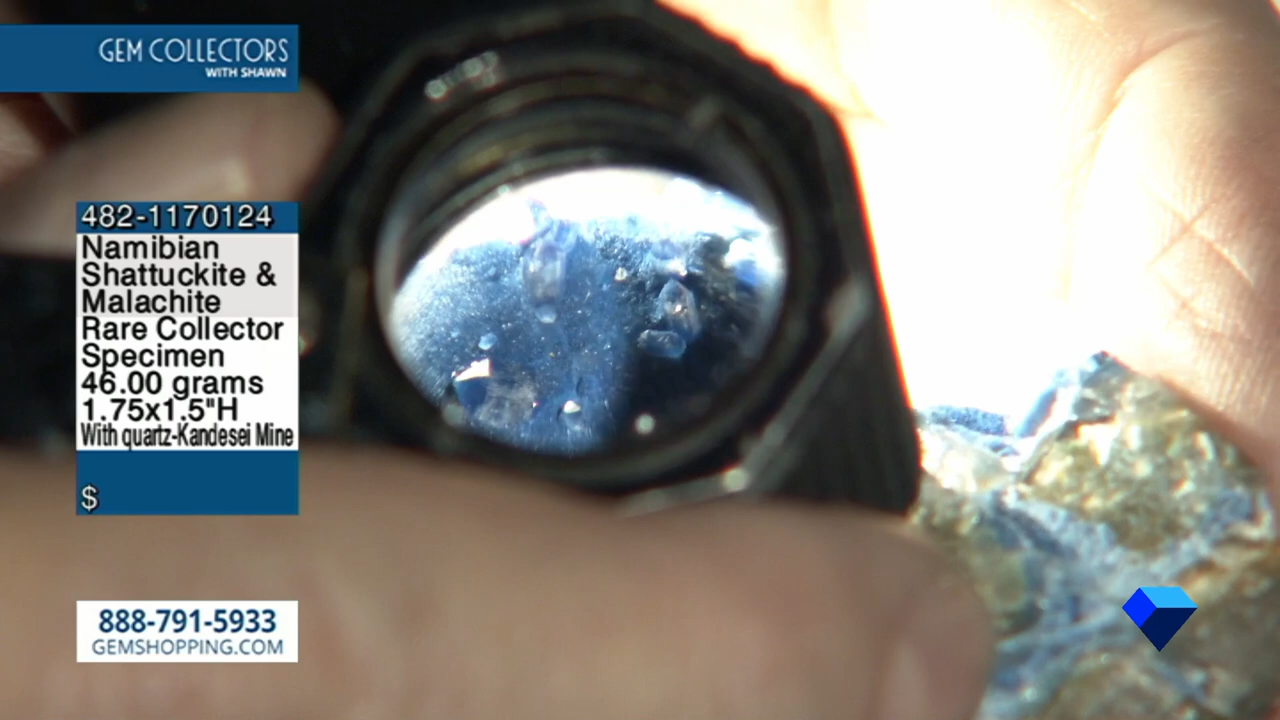 GEM COLLECTORS
WITH SHAWN
482-1170124
Namibian
Shattuckite &
Malachite
Rare Collector
Specimen
46.00 grams
1.75x1.5"H
With quartz-Kandesei Mine
$
888-791-5933
GEMSHOPPING.COM